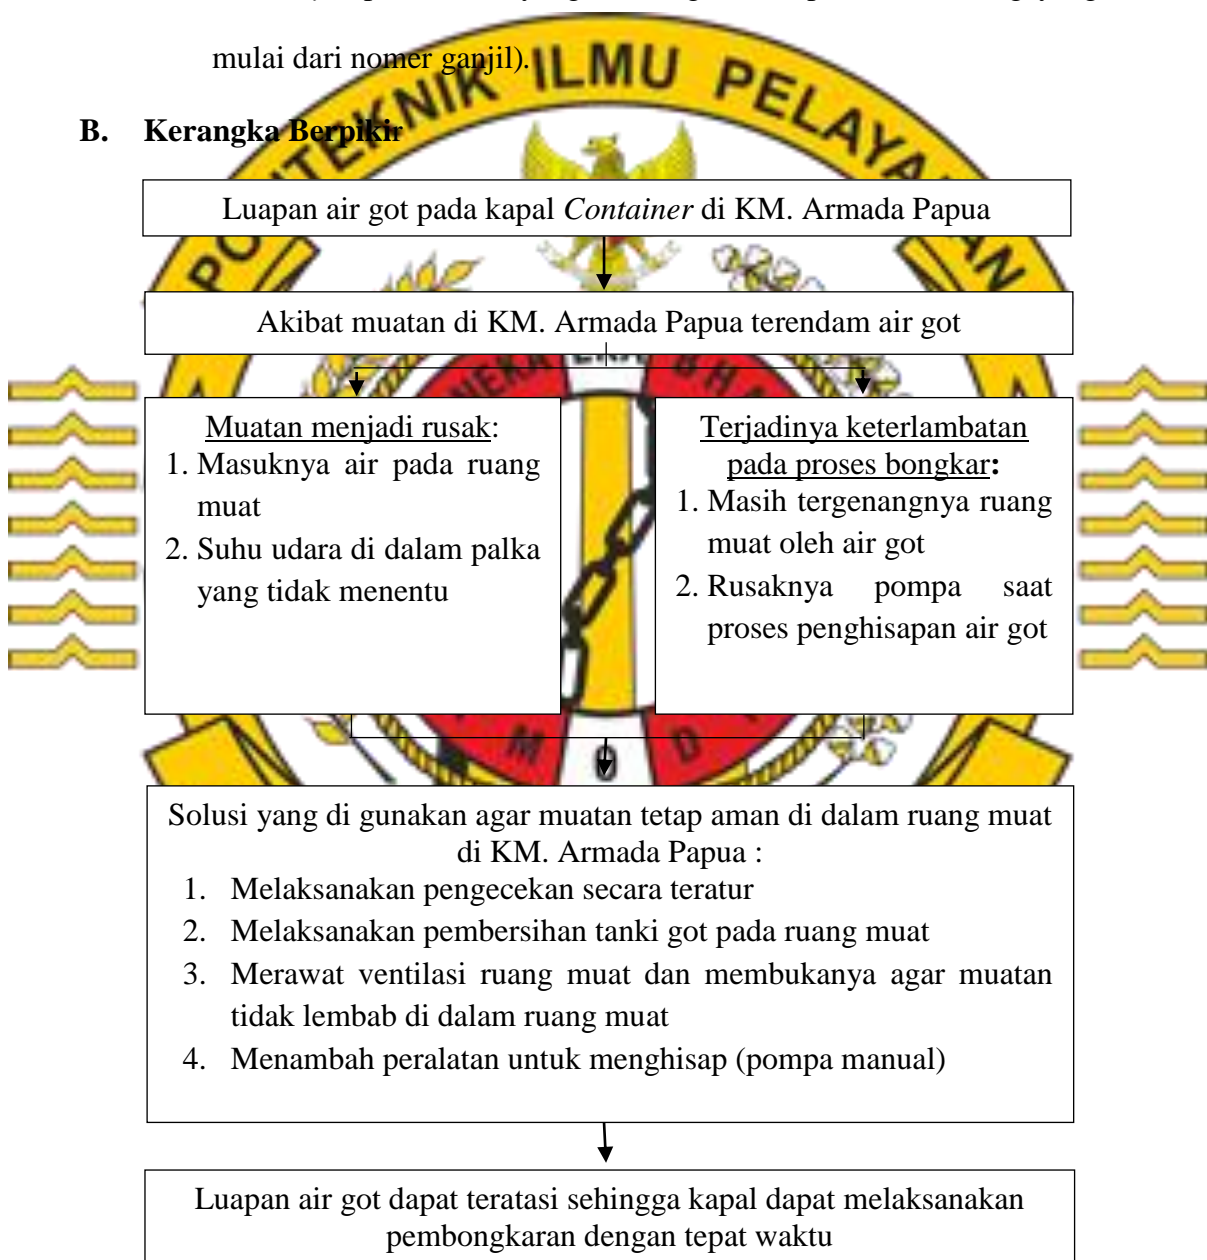 mulai dari nomer ganjil).
B. Kerangka Berpikir
POLITEKNIK ILMU PELAYARAN
Luapan air got pada kapal Container di KM. Armada Papua
Akibat muatan di KM. Armada Papua terendam air got
Muatan menjadi rusak:
1. Masuknya air pada ruang
muat
2. Suhu udara di dalam palka
yang tidak menentu
Terjadinya keterlambatan
pada proses bongkar:
1. Masih tergenangnya ruang
muat oleh air got
2. Rusaknya pompa saat
proses penghisapan air got
Solusi yang di gunakan agar muatan tetap aman di dalam ruang muat
di KM. Armada Papua :
1. Melaksanakan pengecekan secara teratur
2. Melaksanakan pembersihan tanki got pada ruang muat
3. Merawat ventilasi ruang muat dan membukanya agar muatan
tidak lembab di dalam ruang muat
4. Menambah peralatan untuk menghisap (pompa manual)
Luapan air got dapat teratasi sehingga kapal dapat melaksanakan
pembongkaran dengan tepat waktu